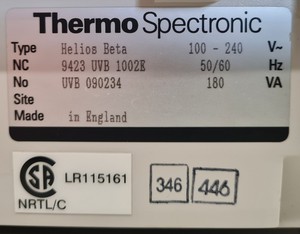 Thermo Spectronic
Type Helios Beta 100 - 240 V~
NC 9423 UVB 1002E 50/60 Hz
No UVB 090234 180 VA
Site
Made in England
CSA LR115161
NRTL/C
346 446